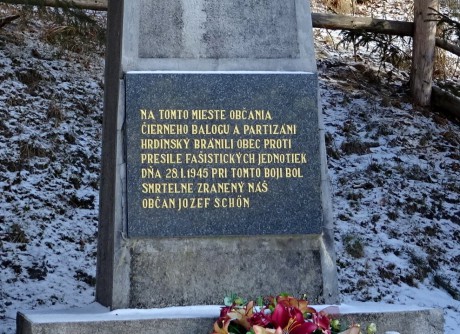 NA TOMTO MIESTE OBČANIA
ČIERNEHO BALOGU A PARTIZÁNI
HRDINSKÝ BRÁNILI OBEC PROTI
PRESILE FAŠISTICKÝCH JEDNOTIEK
DŇA 28.1.1945 PRI TOMTO BOJI BOL
SMRTEĽNE ZRANENÝ NÁŠ
OBČAN JOZEF SCHÖN